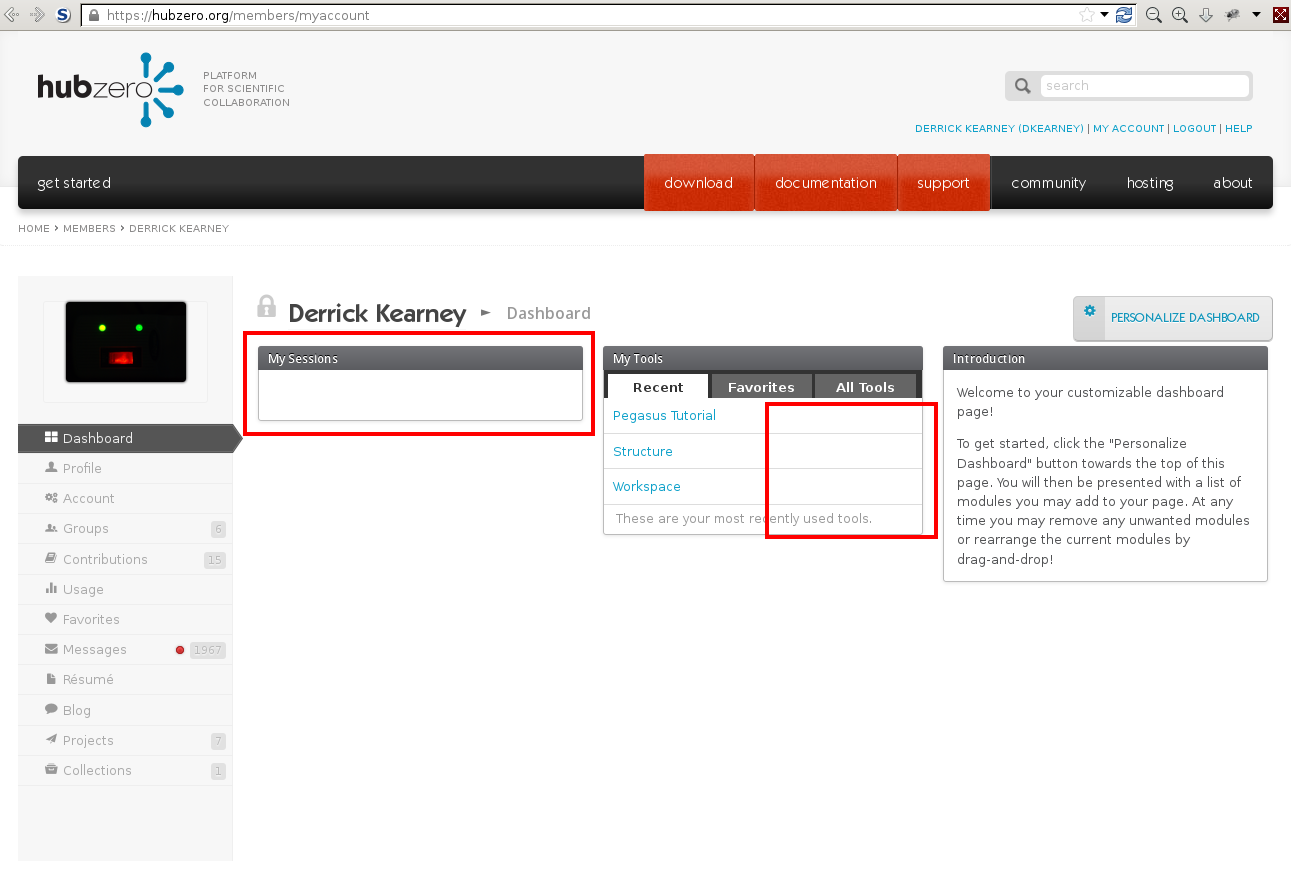 https://hubzero.org/members/myaccount
hubzero
PLATFORM
FOR SCIENTIFIC
COLLABORATION
search
DERRICK KEARNEY (DKEARNEY) | MY ACCOUNT | LOGOUT | HELP
get started
download
documentation
support
community
hosting
about
HOME › MEMBERS › DERRICK KEARNEY
Dashboard
Profile
Account
Groups 6
Contributions 15
Usage
Favorites
Messages 1967
Résumé
Blog
Projects 7
Collections 1
Derrick Kearney ► Dashboard
PERSONALIZE DASHBOARD
My Sessions
My Tools
Recent Favorites All Tools
Pegasus Tutorial
Structure
Workspace
These are your most recently used tools.
Introduction
Welcome to your customizable dashboard
page!
To get started, click the "Personalize
Dashboard" button towards the top of this
page. You will then be presented with a list of
modules you may add to your page. At any
time you may remove any unwanted modules
or rearrange the current modules by
drag-and-drop!